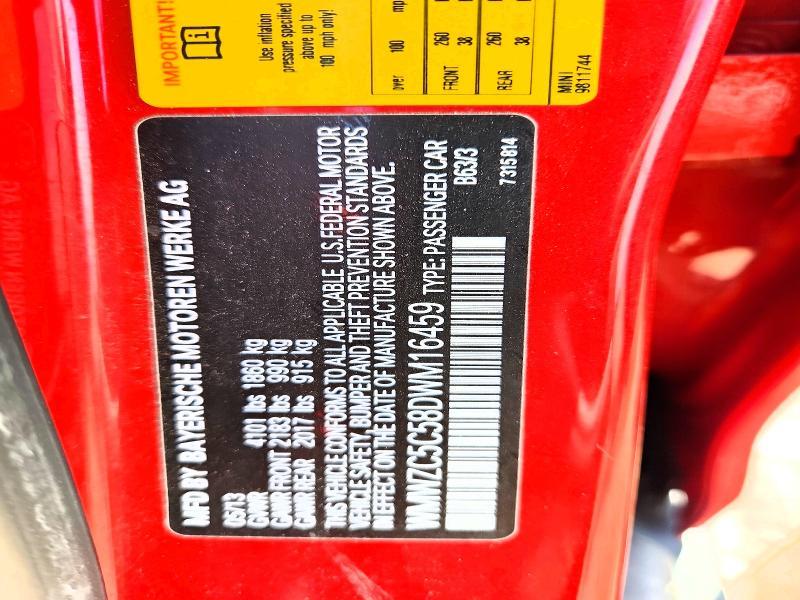 IMPORTANT!
Use inflation
pressure specified
above up to
100 mph only!
over 100 mp
FRONT 260
38
REAR 260
38
MINI
9811744
MFD BY BAYERISCHE MOTOREN WERKE AG
05/13
GVWR 4101 lbs 1860 kg
GAWR FRONT 2183 lbs 990 kg
GAWR REAR 2017 lbs 915 kg
THIS VEHICLE CONFORMS TO ALL APPLICABLE U.S. FEDERAL MOTOR
VEHICLE SAFETY, BUMPER AND THEFT PREVENTION STANDARDS
IN EFFECT ON THE DATE OF MANUFACTURE SHOWN ABOVE.
WMWZC5C58DWM16459 TYPE: PASSENGER CAR
B63/3
7315814